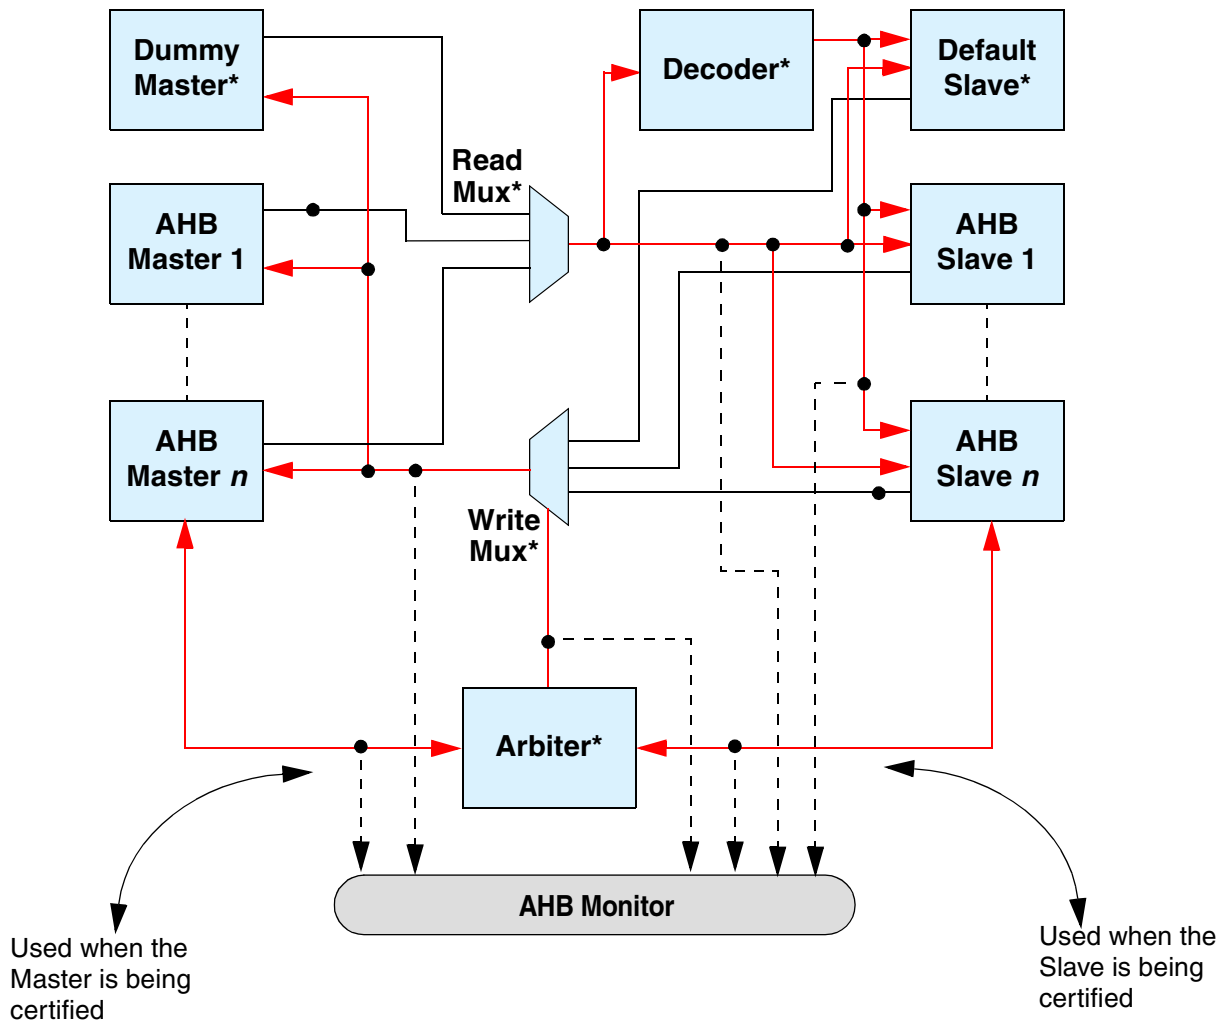 Dummy
Master*
Decoder*
Default
Slave*
Read
Mux*
AHB
Master 1
AHB
Slave 1
AHB
Master n
AHB
Slave n
Write
Mux*
Arbiter*
AHB Monitor
Used when the
Master is being
certified
Used when the
Slave is being
certified